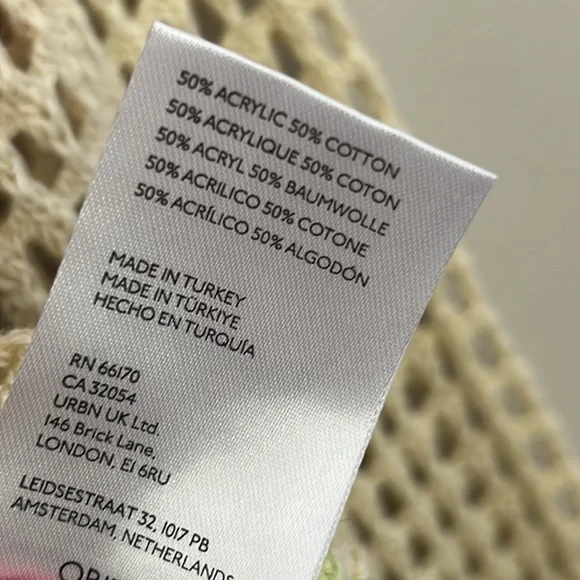 50% ACRYLIC 50% COTTON
50% ACRYLIQUE 50% COTON
50% ACRYL 50% BAUMWOLLE
50% ACRILICO 50% COTONE
50% ACRÍLICO 50% ALGODÓN
MADE IN TURKEY
MADE IN TÜRKIYE
HECHO EN TURQUÍA
RN 66170
CA 32054
URBN UK Ltd.
146 Brick Lane,
LONDON, E1 6RU
LEIDSESTRAAT 32, 1017 PB
AMSTERDAM, NETHERLANDS